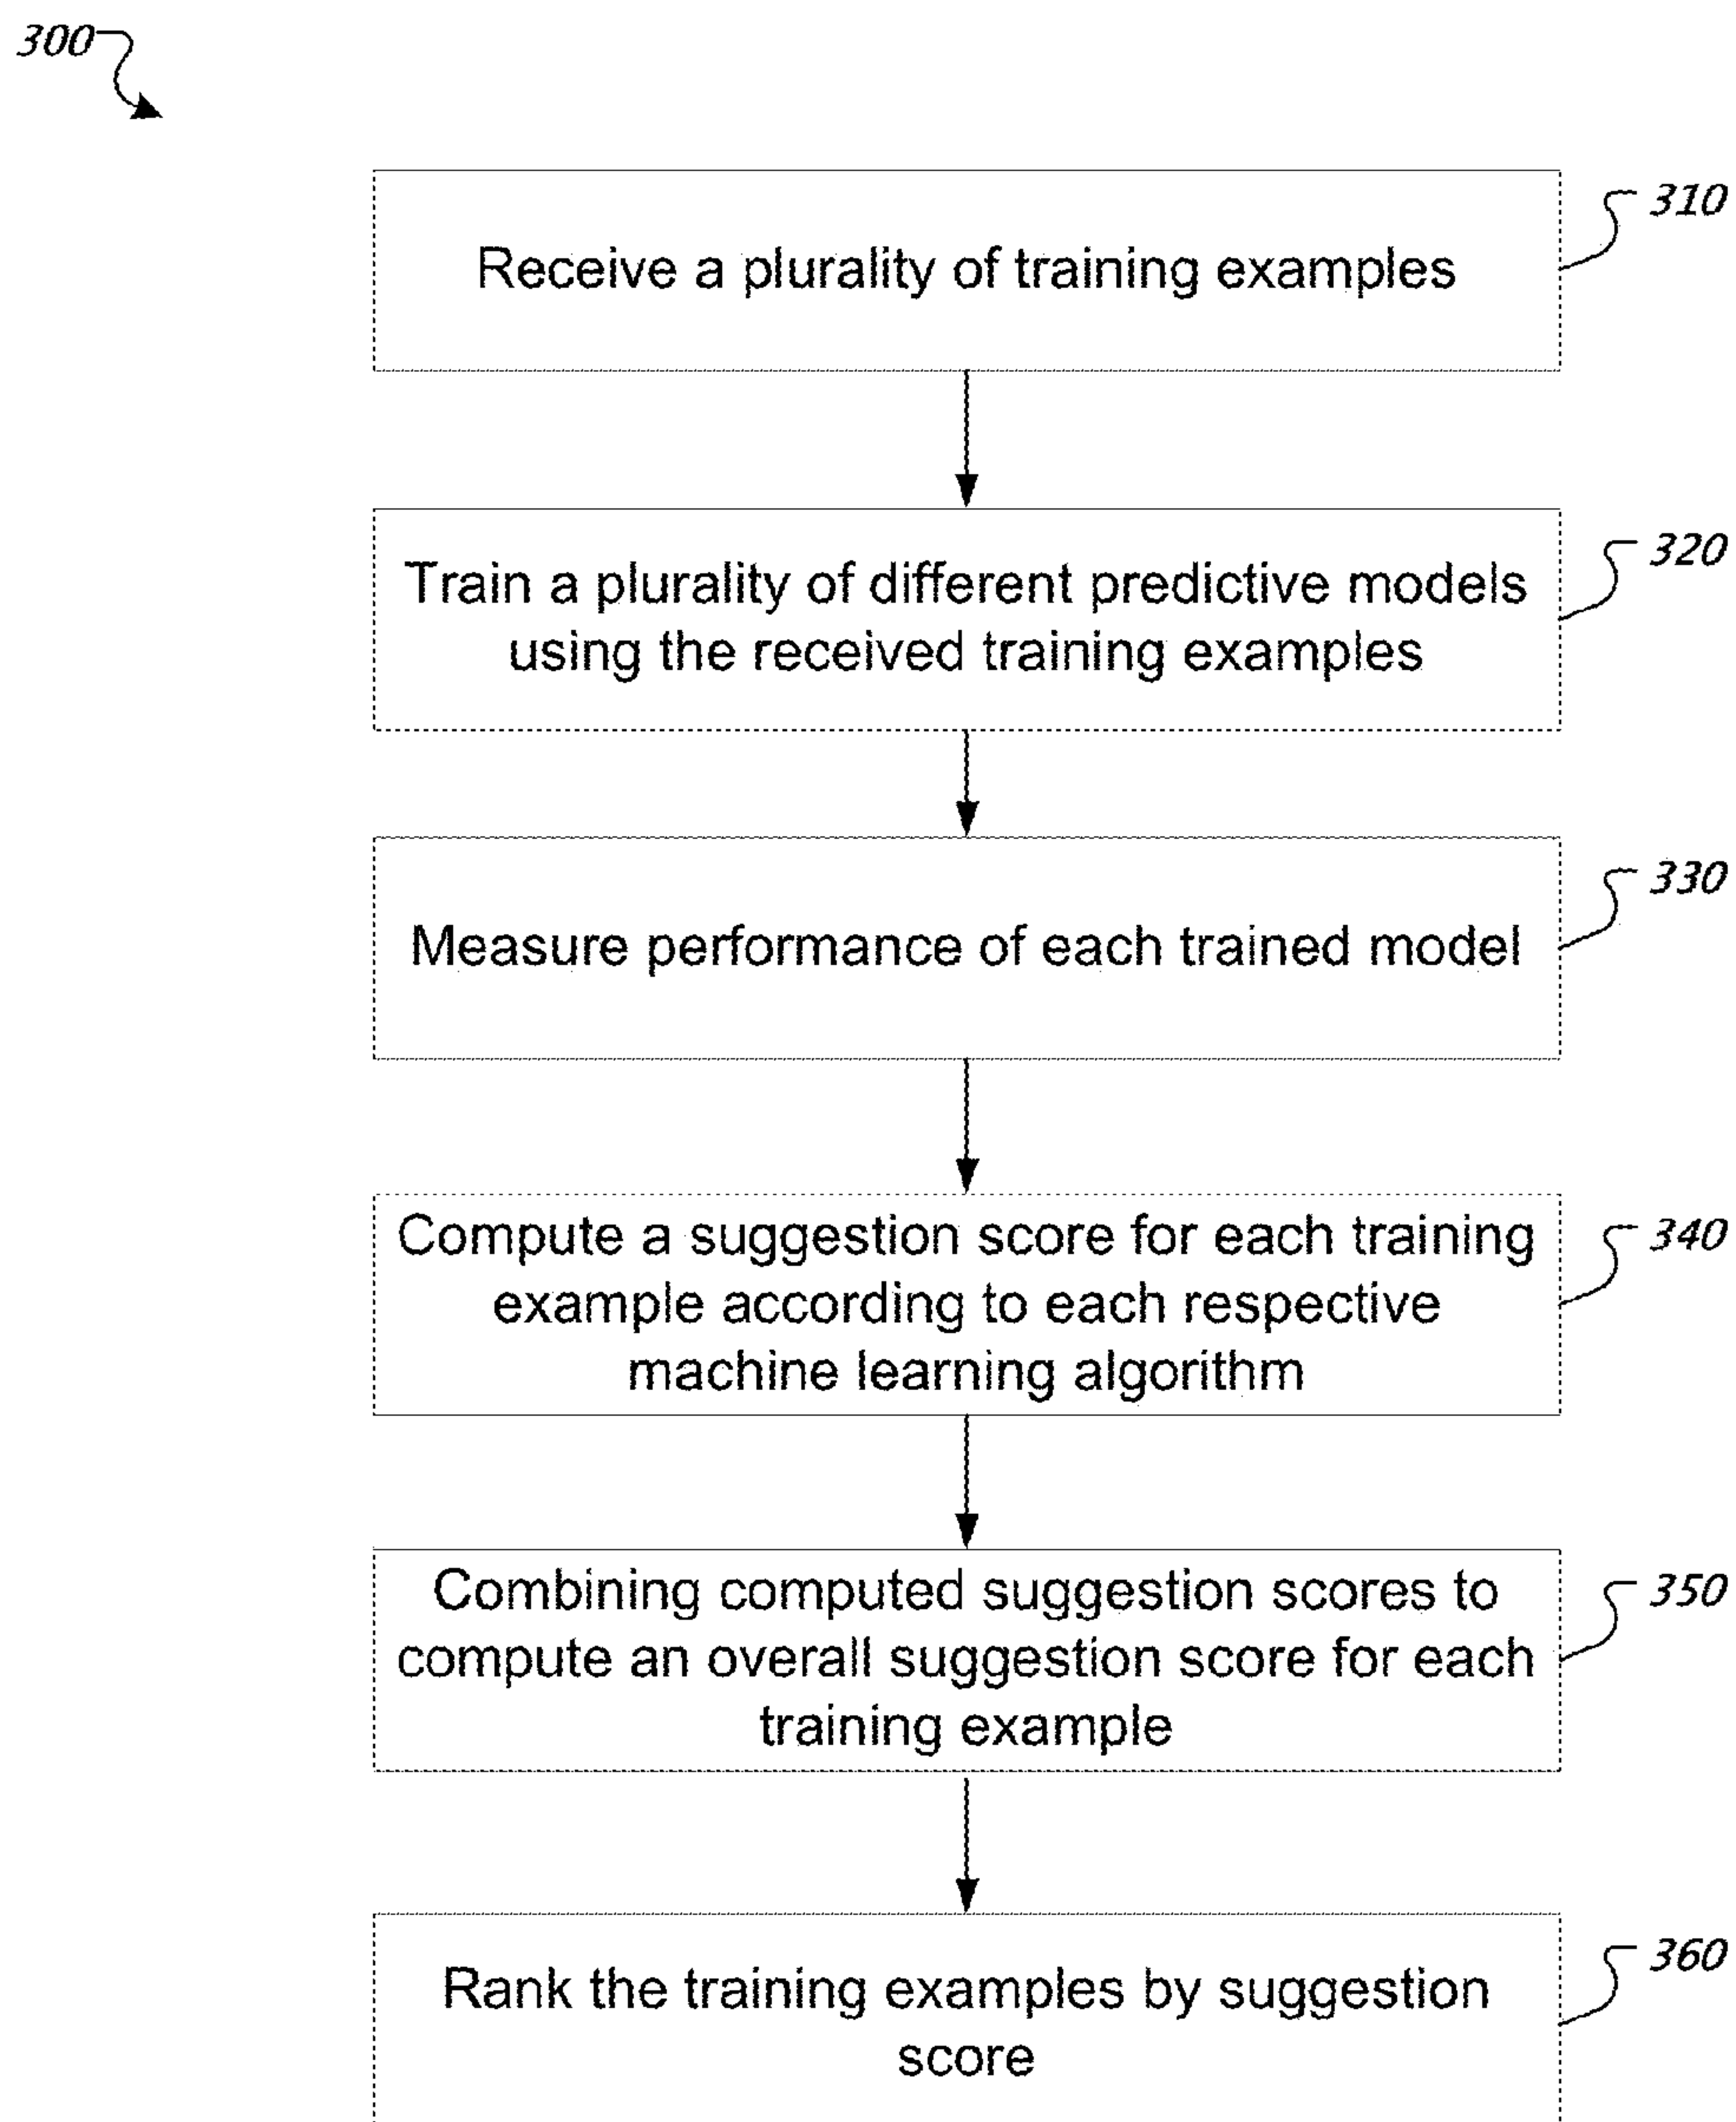 300
310
Receive a plurality of training examples
320
Train a plurality of different predictive models
using the received training examples
330
Measure performance of each trained model
340
Compute a suggestion score for each training
example according to each respective
machine learning algorithm
350
Combining computed suggestion scores to
compute an overall suggestion score for each
training example
360
Rank the training examples by suggestion
score